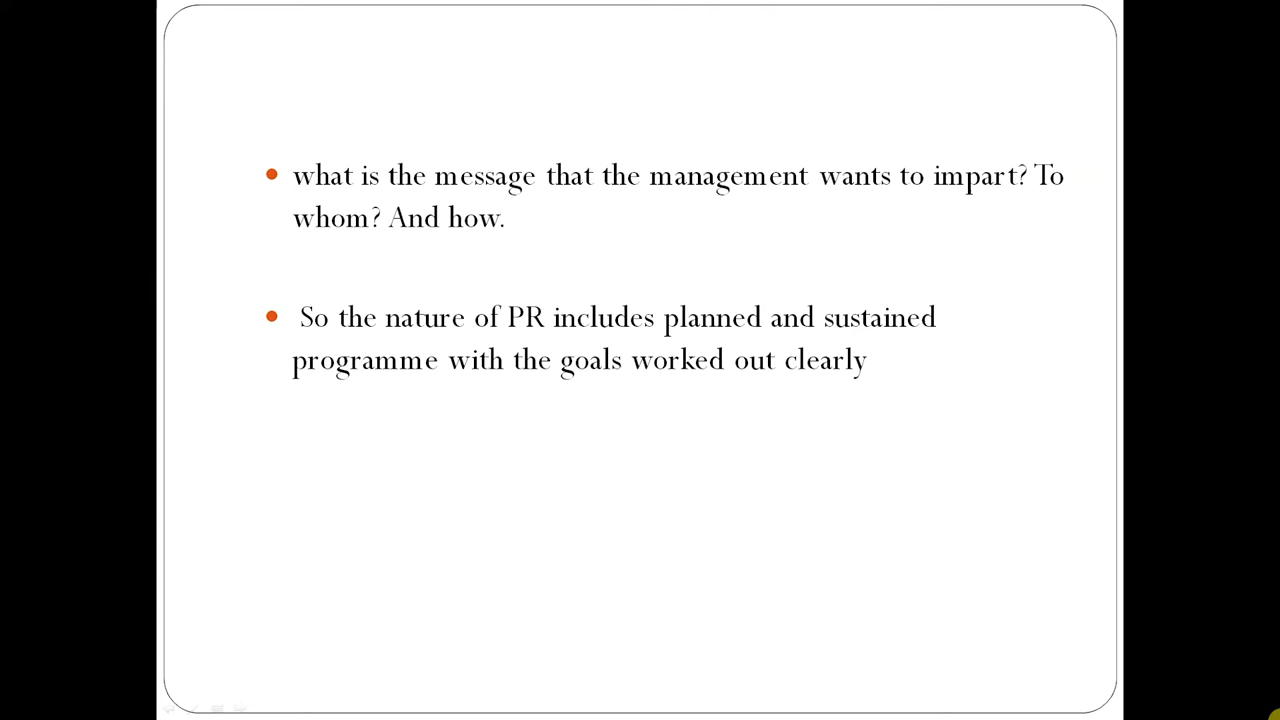 what is the message that the management wants to impart? To
whom? And how.
So the nature of PR includes planned and sustained
programme with the goals worked out clearly